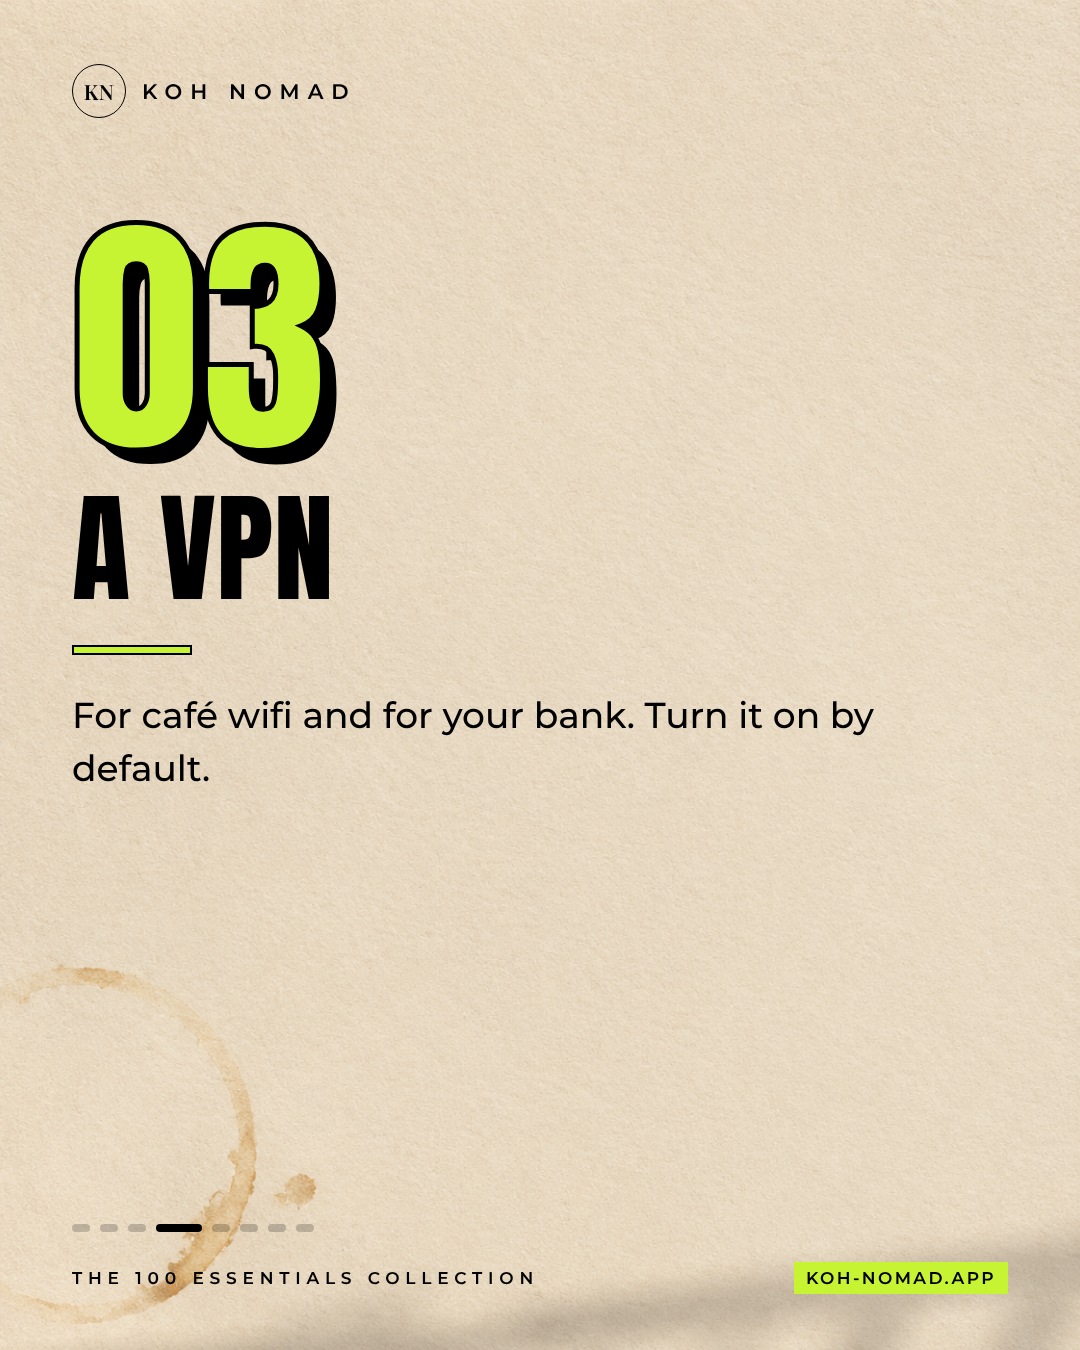 KN KOH NOMAD
03
A VPN
For café wifi and for your bank. Turn it on by
default.
THE 100 ESSENTIALS COLLECTION
KOH-NOMAD.APP